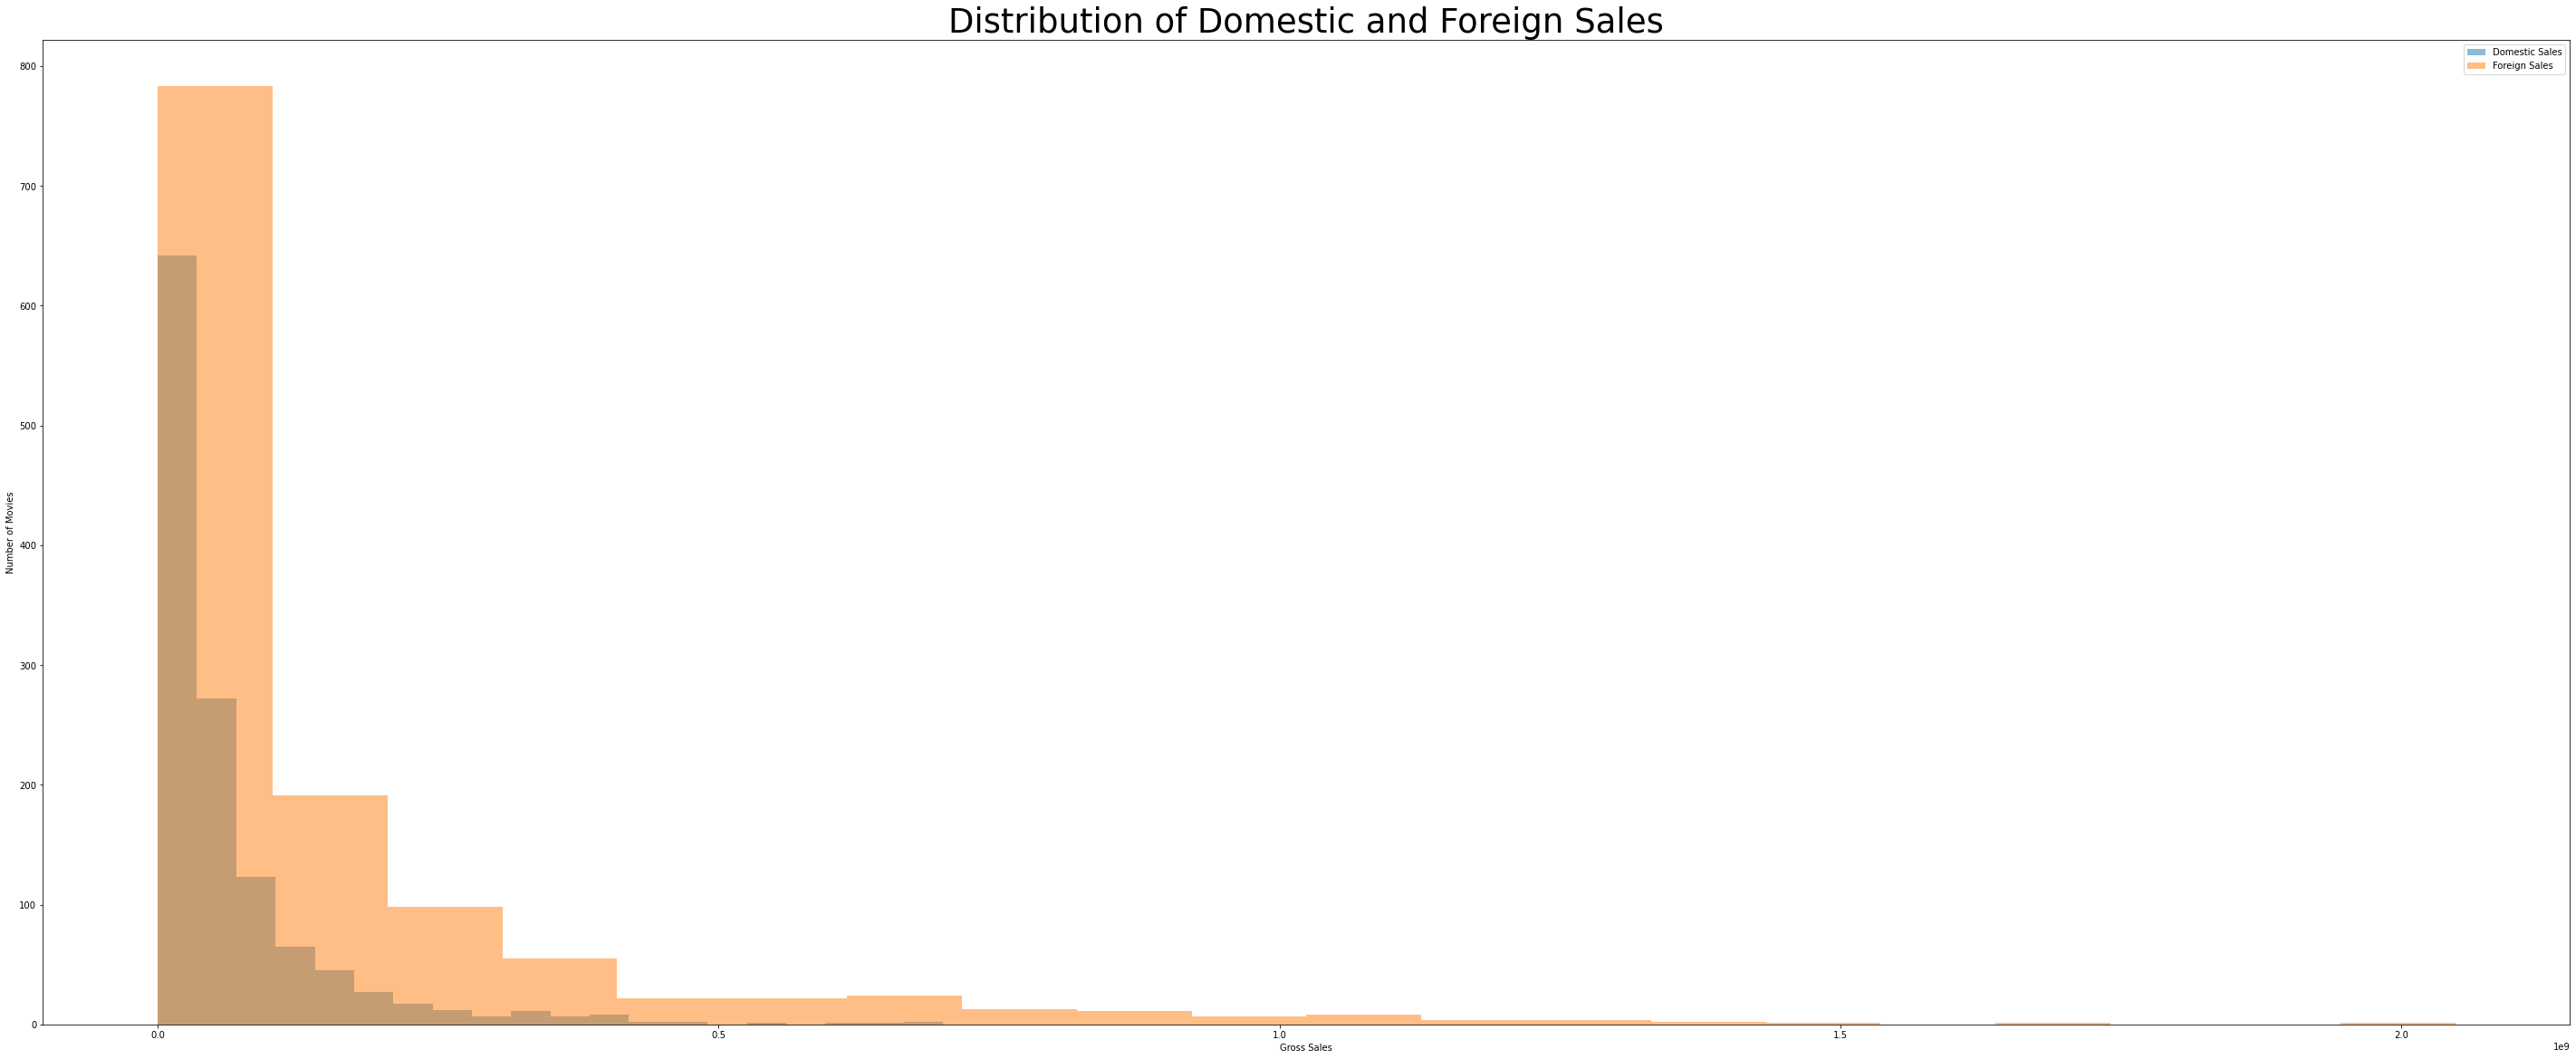 Distribution of Domestic and Foreign Sales
Domestic Sales
Foreign Sales
800
700
600
500
400
300
200
100
0
Number of Movies
0.0
0.5
1.0
1.5
2.0
1e9
Gross Sales